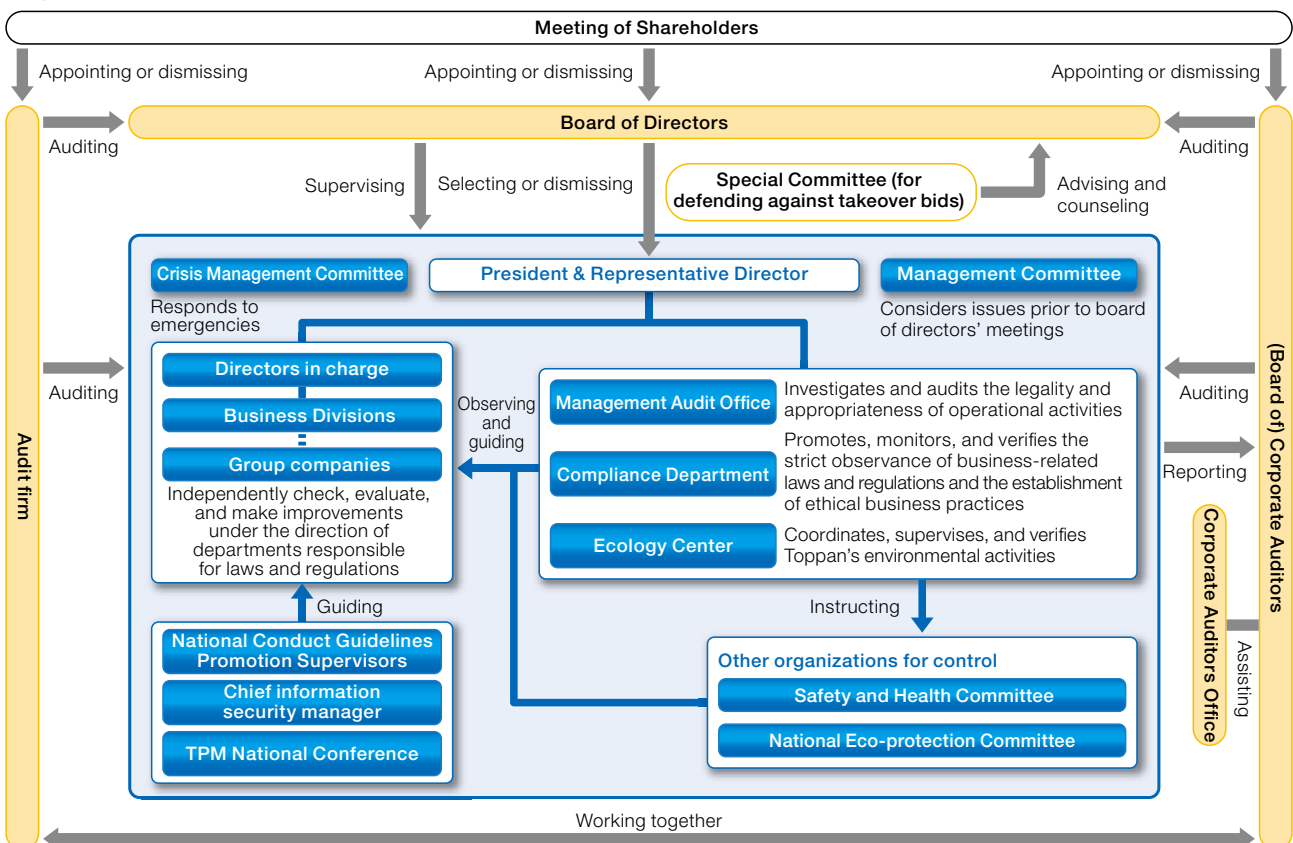 Meeting of Shareholders
Appointing or dismissing
Appointing or dismissing
Appointing or dismissing
Board of Directors
Auditing
Auditing
Supervising
Selecting or dismissing
Special Committee (for
defending against takeover bids)
Advising and
counseling
Crisis Management Committee
President & Representative Director
Management Committee
Responds to
emergencies
Considers issues prior to board
of directors’ meetings
Directors in charge
Business Divisions
Group companies
Independently check, evaluate,
and make improvements
under the direction of
departments responsible
for laws and regulations
Auditing
Observing
and
guiding
Management Audit Office
Investigates and audits the legality and
appropriateness of operational activities
Compliance Department
Promotes, monitors, and verifies the
strict observance of business-related
laws and regulations and the establishment
of ethical business practices
Ecology Center
Coordinates, supervises, and verifies
Toppan’s environmental activities
Auditing
Reporting
Guiding
Instructing
National Conduct Guidelines
Promotion Supervisors
Chief information
security manager
TPM National Conference
Other organizations for control
Safety and Health Committee
National Eco-protection Committee
Audit firm
(Board of) Corporate Auditors
Corporate Auditors Office
Assisting
Working together